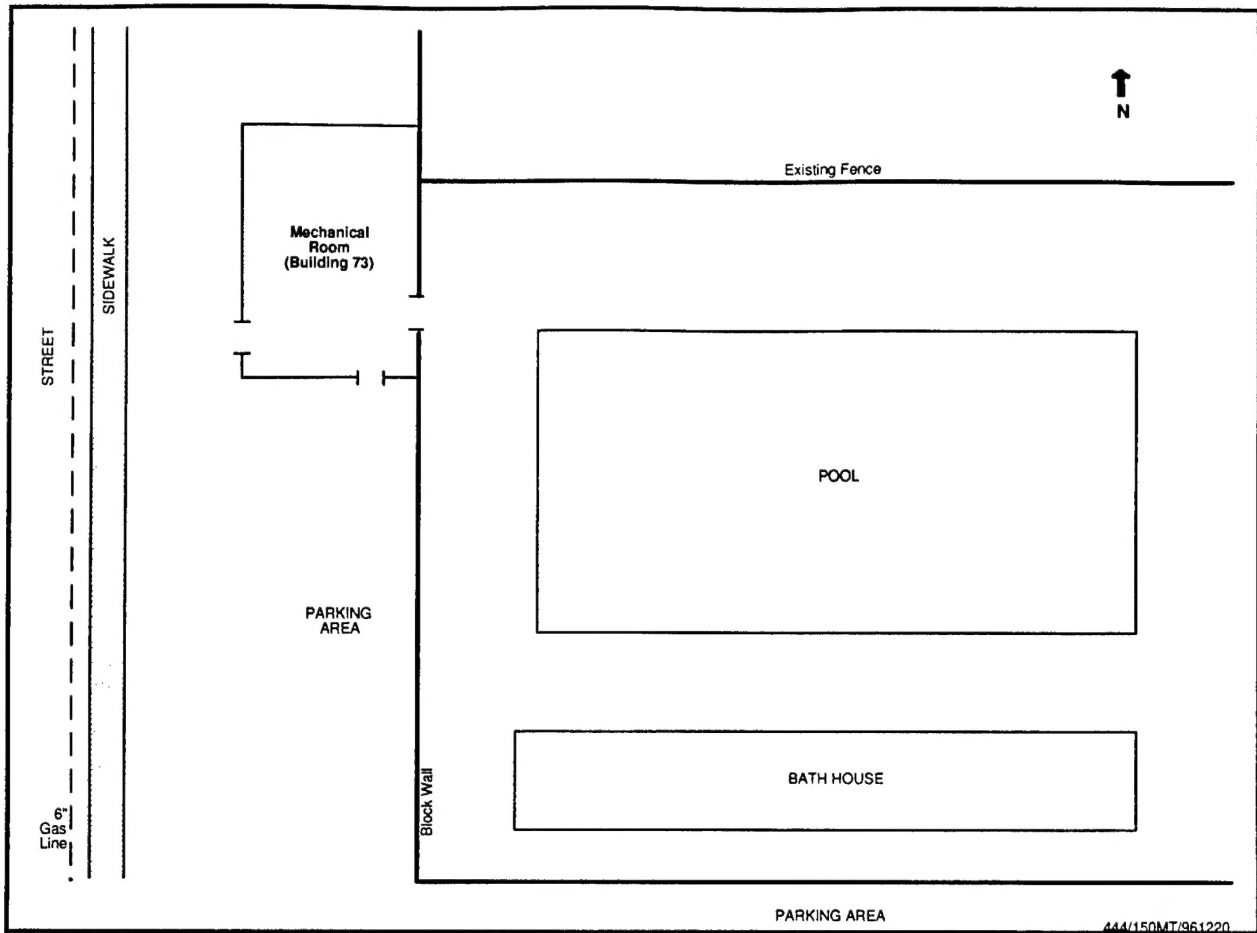 N
Existing Fence
Mechanical
Room
(Building 73)
SIDEWALK
STREET
POOL
PARKING
AREA
Block Wall
BATH HOUSE
6"
Gas
Line
PARKING AREA
444/150MT/961220